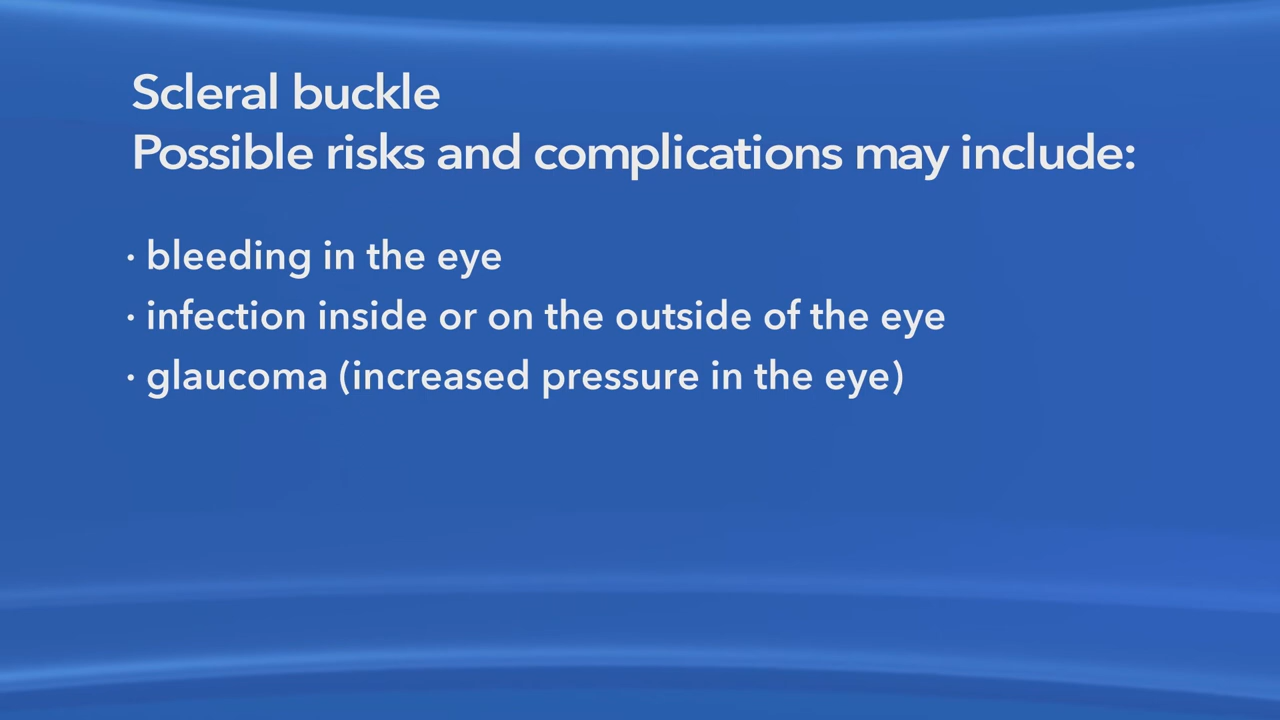 Scleral buckle
Possible risks and complications may include:
· bleeding in the eye
· infection inside or on the outside of the eye
· glaucoma (increased pressure in the eye)